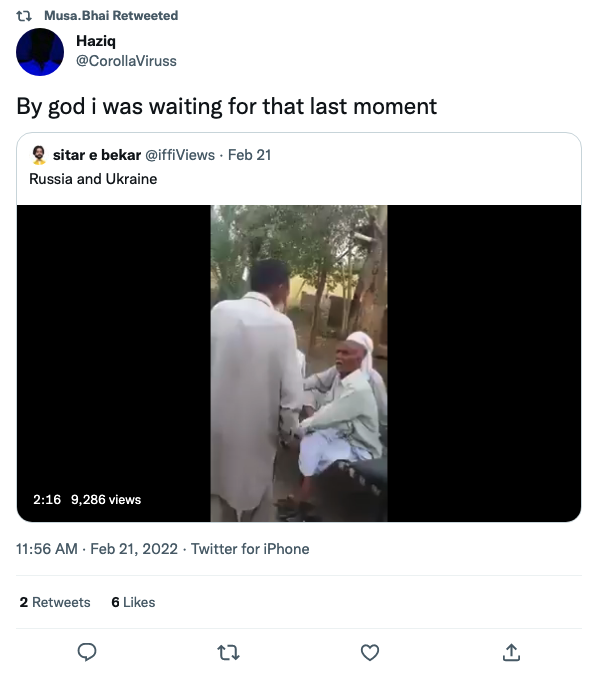 Musa.Bhai Retweeted
Haziq
@CorollaViruss
By god i was waiting for that last moment
sitar e bekar @iffiViews · Feb 21
Russia and Ukraine
2:16 9,286 views
11:56 AM · Feb 21, 2022 · Twitter for iPhone
2 Retweets 6 Likes